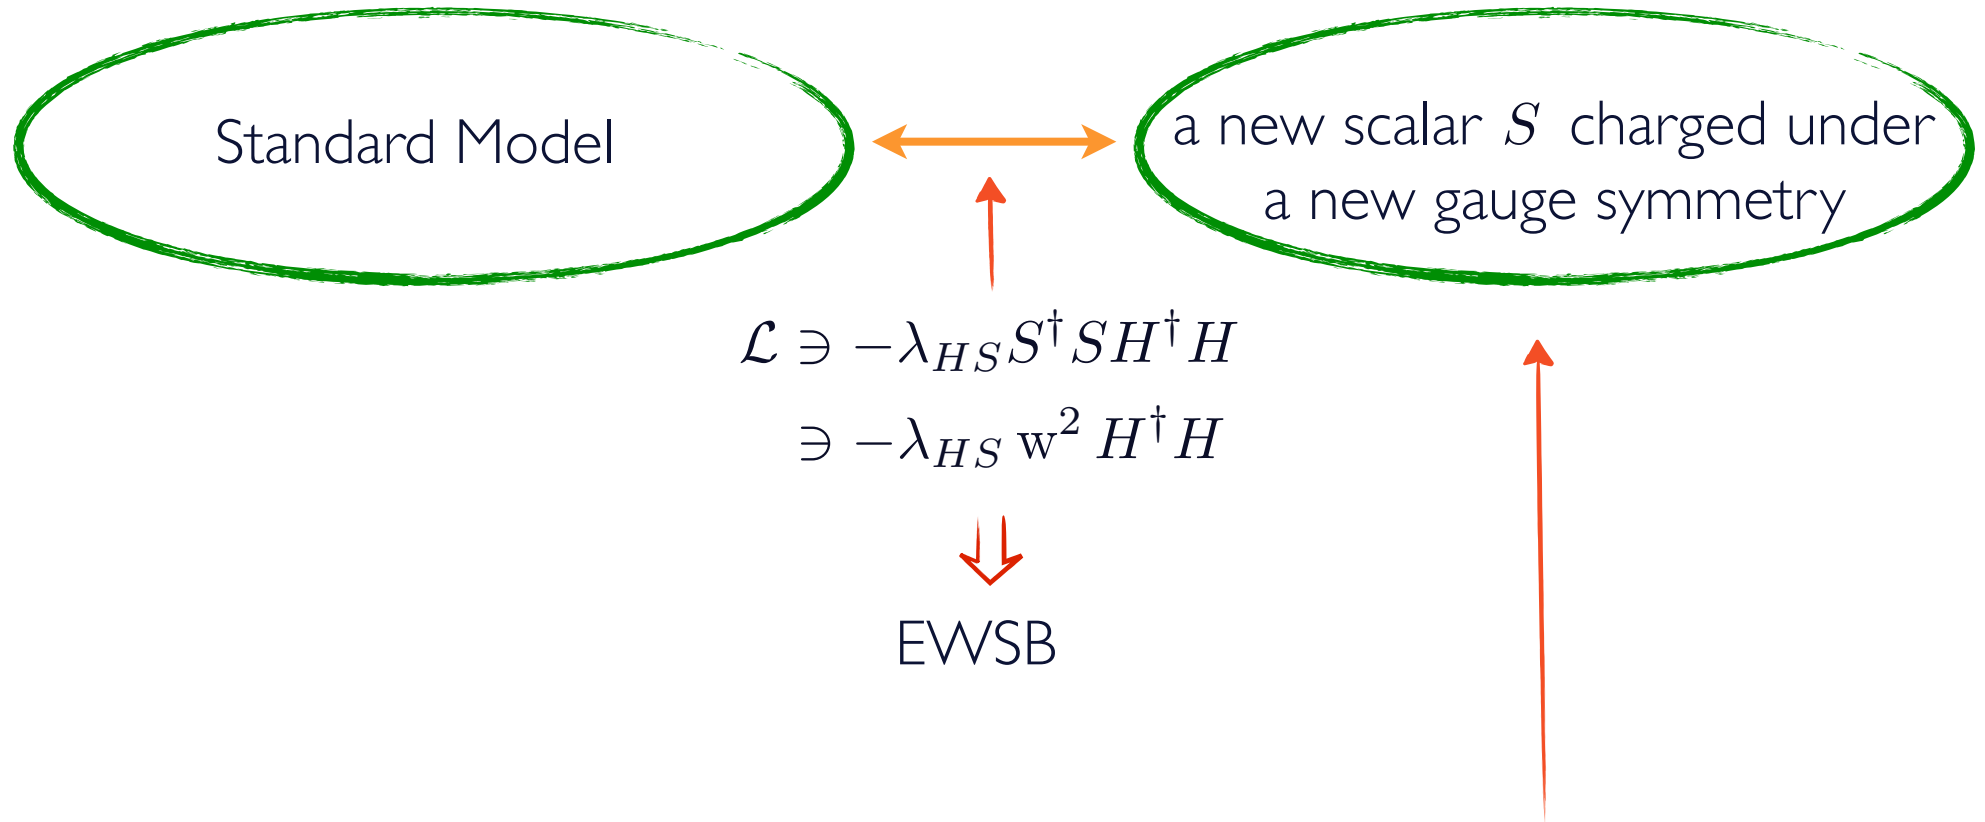 Standard Model
a new scalar S charged under
a new gauge symmetry
ℒ ∋ −λ_{HS} S^† S H^† H
∋ −λ_{HS} w² H^† H
EWSB